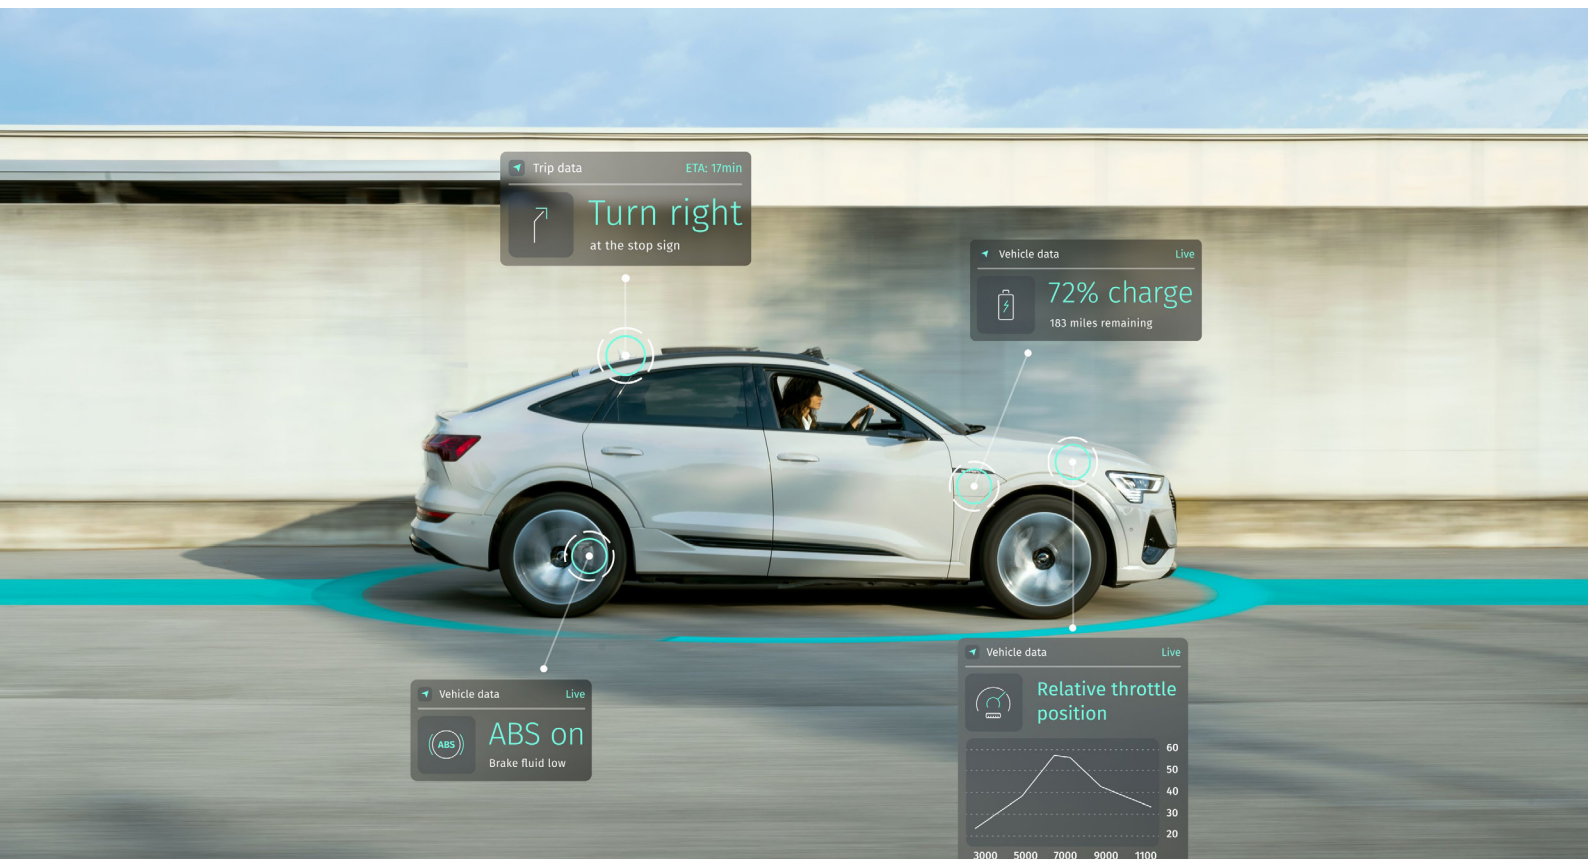 Trip data ETA: 17min
Turn right
at the stop sign
Vehicle data Live
72% charge
183 miles remaining
Vehicle data Live
ABS
ABS on
Brake fluid low
Vehicle data Live
Relative throttle
position
60
50
40
30
20
3000 5000 7000 9000 1100